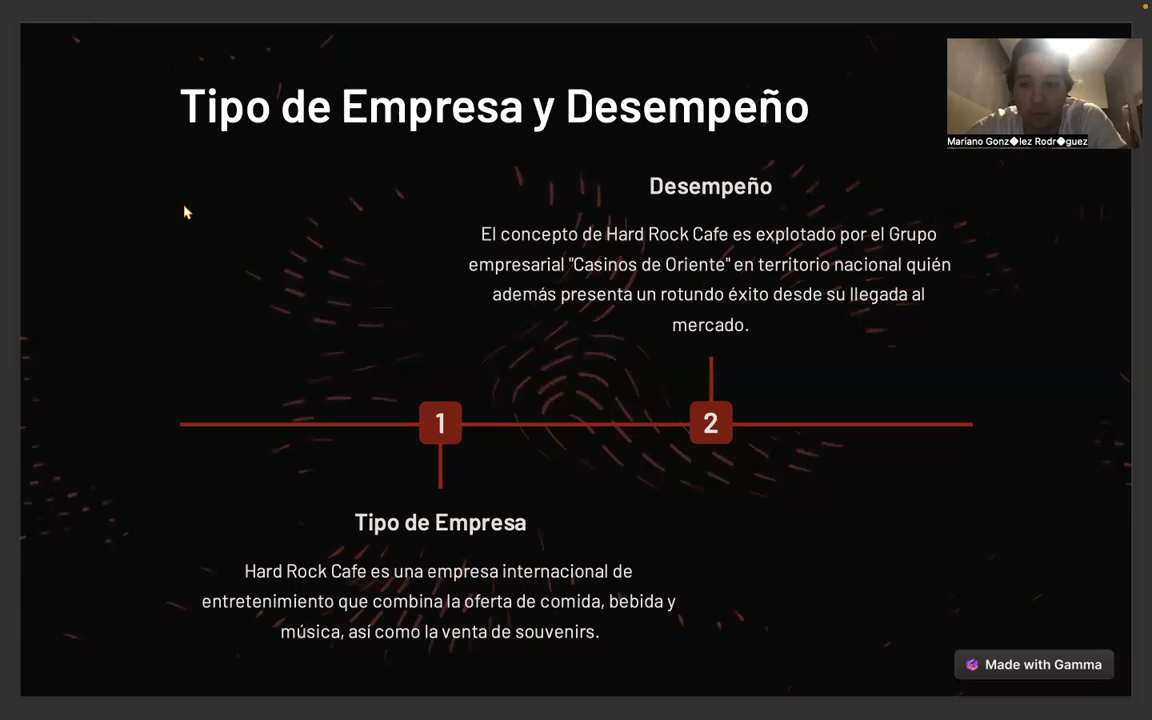 Tipo de Empresa y Desempeño
Mariano Gonz�lez Rodr�guez
Desempeño
El concepto de Hard Rock Cafe es explotado por el Grupo
empresarial "Casinos de Oriente" en territorio nacional quién
además presenta un rotundo éxito desde su llegada al
mercado.
1
2
Tipo de Empresa
Hard Rock Cafe es una empresa internacional de
entretenimiento que combina la oferta de comida, bebida y
música, así como la venta de souvenirs.
Made with Gamma